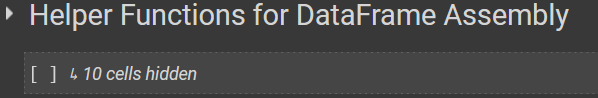 Helper Functions for DataFrame Assembly
[ ] ↳ 10 cells hidden